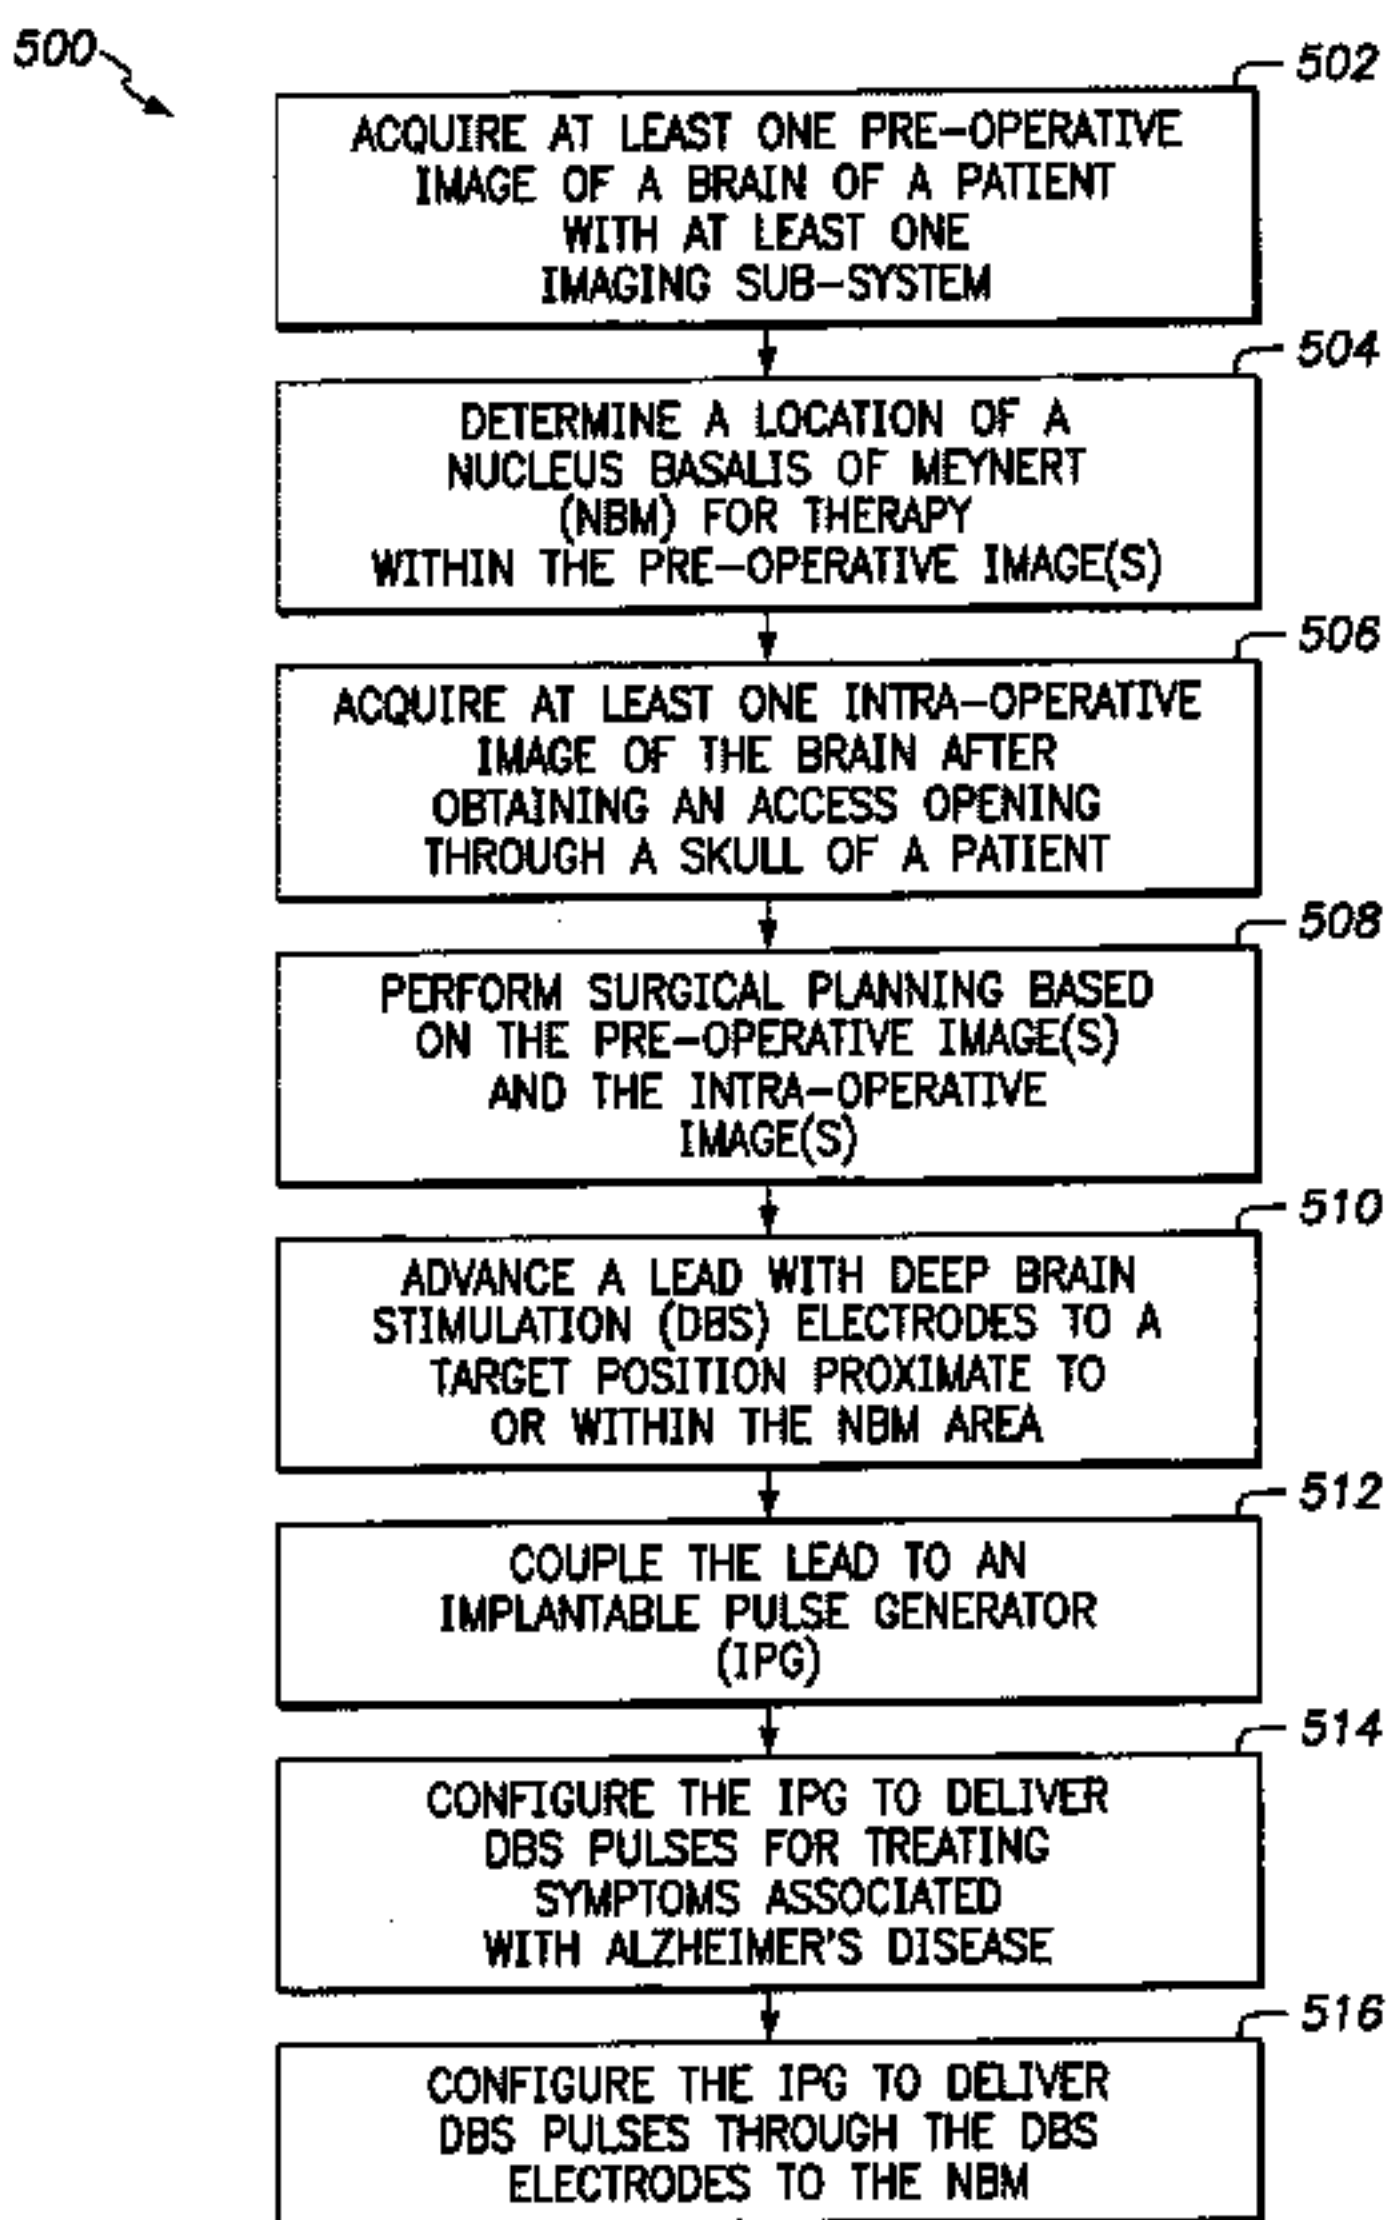 500
502
ACQUIRE AT LEAST ONE PRE-OPERATIVE
IMAGE OF A BRAIN OF A PATIENT
WITH AT LEAST ONE
IMAGING SUB-SYSTEM
504
DETERMINE A LOCATION OF A
NUCLEUS BASALIS OF MEYNERT
(NBM) FOR THERAPY
WITHIN THE PRE-OPERATIVE IMAGE(S)
506
ACQUIRE AT LEAST ONE INTRA-OPERATIVE
IMAGE OF THE BRAIN AFTER
OBTAINING AN ACCESS OPENING
THROUGH A SKULL OF A PATIENT
508
PERFORM SURGICAL PLANNING BASED
ON THE PRE-OPERATIVE IMAGE(S)
AND THE INTRA-OPERATIVE
IMAGE(S)
510
ADVANCE A LEAD WITH DEEP BRAIN
STIMULATION (DBS) ELECTRODES TO A
TARGET POSITION PROXIMATE TO
OR WITHIN THE NBM AREA
512
COUPLE THE LEAD TO AN
IMPLANTABLE PULSE GENERATOR
(IPG)
514
CONFIGURE THE IPG TO DELIVER
DBS PULSES FOR TREATING
SYMPTOMS ASSOCIATED
WITH ALZHEIMER'S DISEASE
516
CONFIGURE THE IPG TO DELIVER
DBS PULSES THROUGH THE DBS
ELECTRODES TO THE NBM